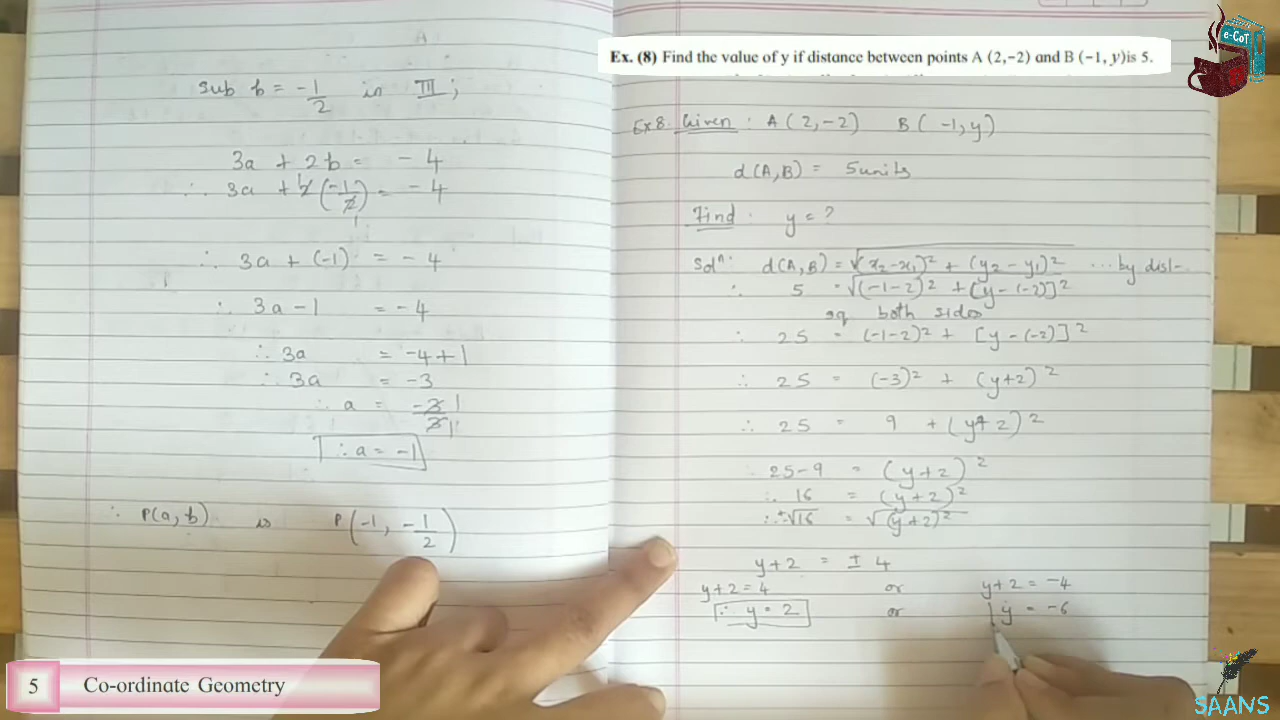 Sub b = -1/2 in III ;
3a + 2b = - 4
∴ 3a + 2(-1/2) = - 4
∴ 3a + (-1) = - 4
∴ 3a - 1 = - 4
∴ 3a = -4 + 1
∴ 3a = -3
∴ a = -3/3
∴ a = -1
∴ P(a, b) is P(-1, -1/2)
5 Co-ordinate Geometry
Ex. (8) Find the value of y if distance between points A (2,-2) and B (-1, y)is 5.
Ex 8. Given : A (2, -2) B ( -1, y)
d (A, B) = 5 units
Find : y = ?
Solⁿ: d(A, B) = √(x₂-x₁)² + (y₂ - y₁)² ... by dist-
∴ 5 = √(-1-2)² + [y - (-2)]²
sq both sides
∴ 25 = (-1-2)² + [y - (-2)]²
∴ 25 = (-3)² + (y+2)²
∴ 25 = 9 + (y+2)²
25-9 = (y+2)²
∴ 16 = (y+2)²
∴ ±√16 = √(y+2)²
y+2 = ± 4
y+2 = 4 or y+2 = -4
∴ y = 2 or y = -6
e-CoT
SAANS